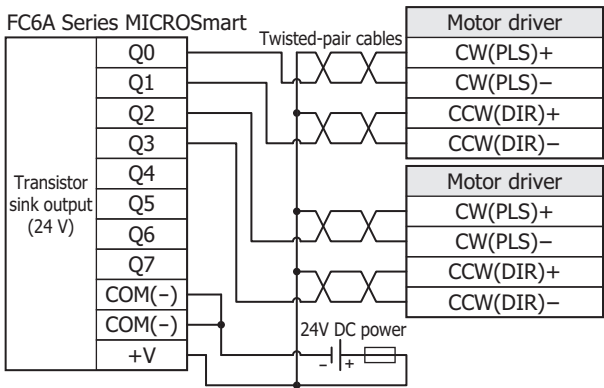 FC6A Series MICROSmart
Twisted-pair cables
Transistor
sink output
(24 V)
Q0
Q1
Q2
Q3
Q4
Q5
Q6
Q7
COM(−)
COM(−)
+V
Motor driver
CW(PLS)+
CW(PLS)−
CCW(DIR)+
CCW(DIR)−
Motor driver
CW(PLS)+
CW(PLS)−
CCW(DIR)+
CCW(DIR)−
24V DC power
− +